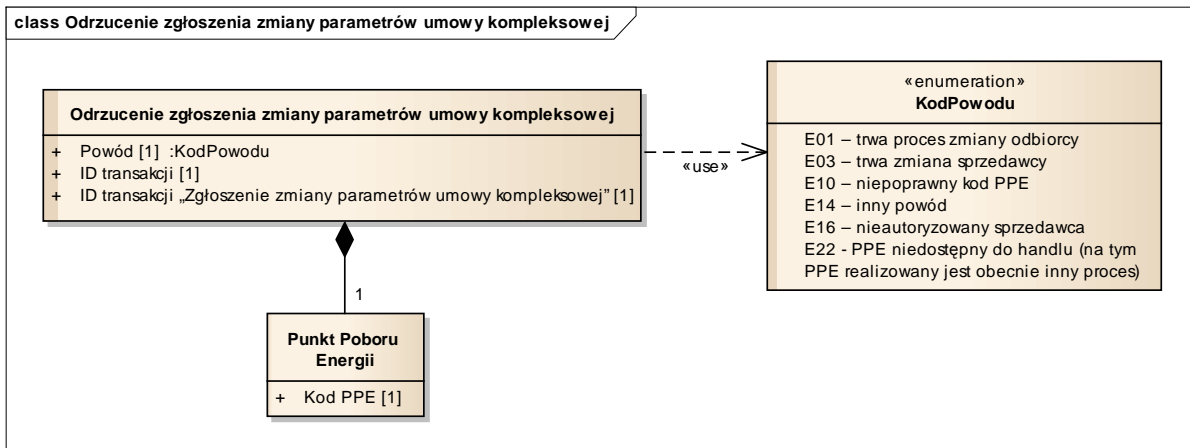 class Odrzucenie zgłoszenia zmiany parametrów umowy kompleksowej
Odrzucenie zgłoszenia zmiany parametrów umowy kompleksowej
+ Powód [1] :KodPowodu
+ ID transakcji [1]
+ ID transakcji „Zgłoszenie zmiany parametrów umowy kompleksowej” [1]
«use»
«enumeration»
KodPowodu
E01 – trwa proces zmiany odbiorcy
E03 – trwa zmiana sprzedawcy
E10 – niepoprawny kod PPE
E14 – inny powód
E16 – nieautoryzowany sprzedawca
E22 - PPE niedostępny do handlu (na tym
PPE realizowany jest obecnie inny proces)
1
Punkt Poboru
Energii
+ Kod PPE [1]